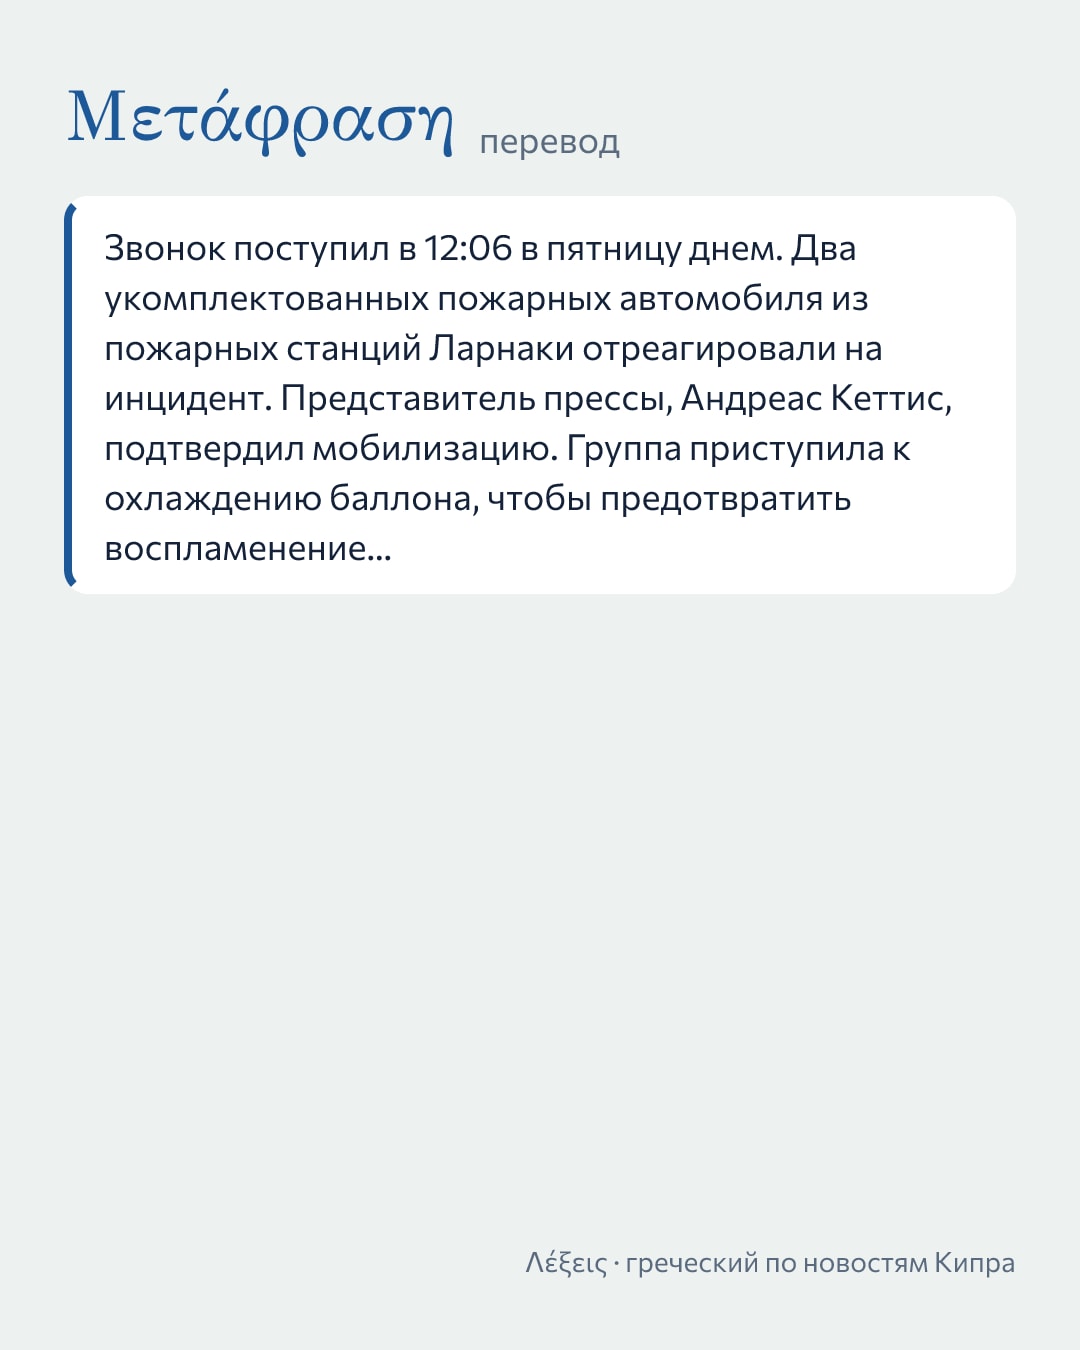 Μετάφραση перевод
Звонок поступил в 12:06 в пятницу днем. Два
укомплектованных пожарных автомобиля из
пожарных станций Ларнаки отреагировали на
инцидент. Представитель прессы, Андреас Кеттис,
подтвердил мобилизацию. Группа приступила к
охлаждению баллона, чтобы предотвратить
воспламенение...
Λέξεις · греческий по новостям Кипра